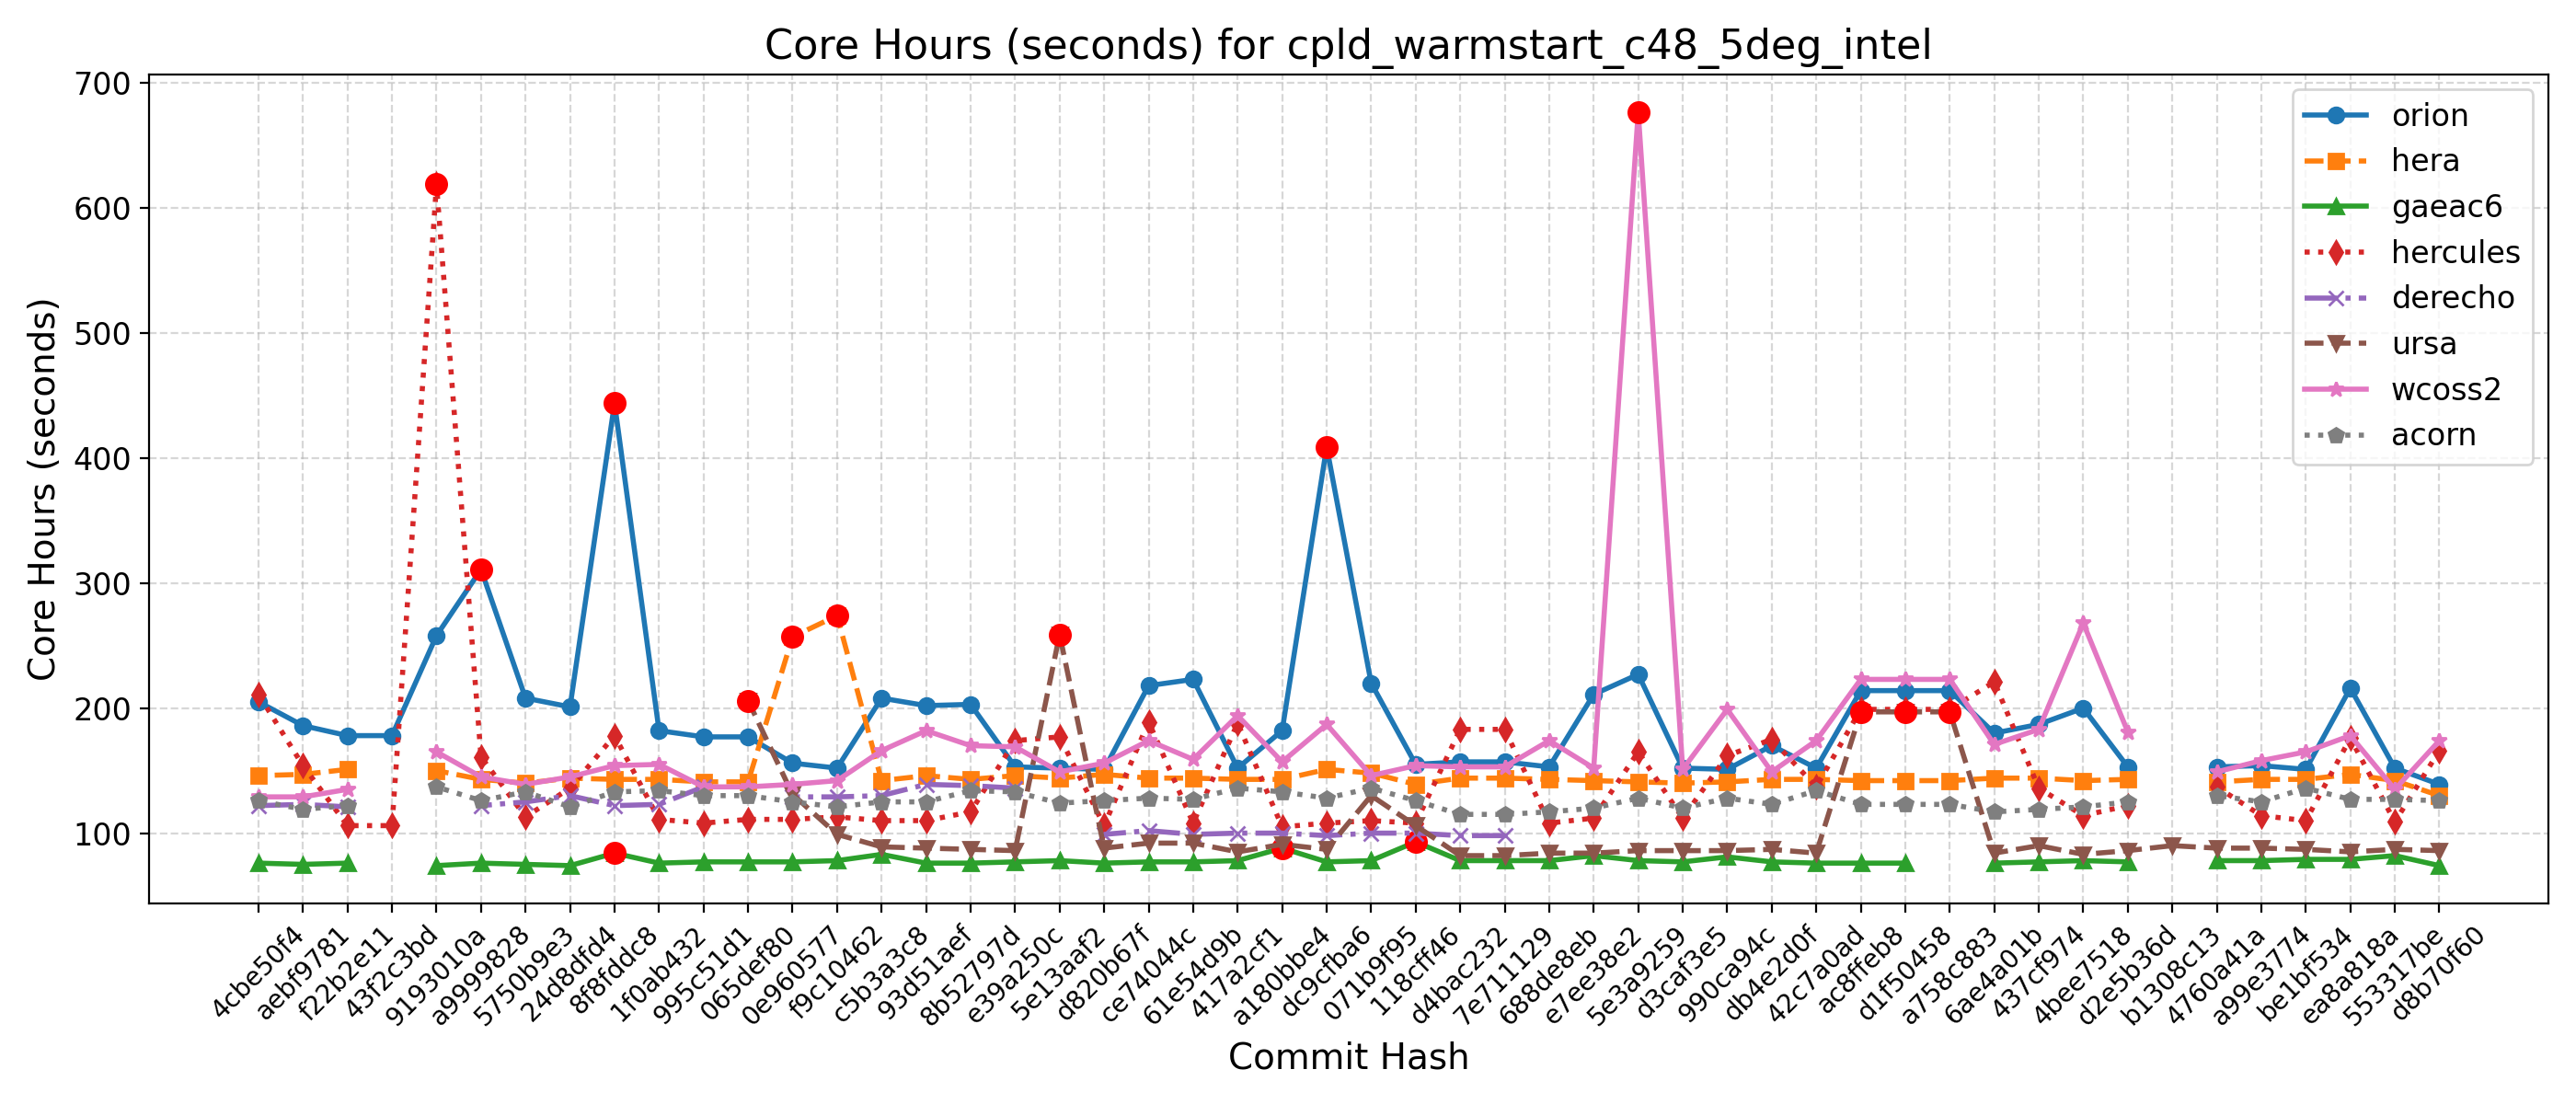 Core Hours (seconds) for cpld_warmstart_c48_5deg_intel
Core Hours (seconds)
700
600
500
400
300
200
100
orion
hera
gaeac6
hercules
derecho
ursa
wcoss2
acorn
4cbe50f4
aebf9781
f22b2e11
43f2c3bd
9193010a
a9999828
5750b9e3
24d8dfd4
8f8fddc8
1f0ab432
995c51d1
065def80
0e960577
f9c10462
c5b3a3c8
93d51aef
8b52797d
e39a250c
5e13aaf2
d820b67f
ce74044c
61e54d9b
417a2cf1
a180bbe4
dc9cfba6
071b9f95
118cff46
d4bac232
7e711129
688de8eb
e7ee38e2
5e3a9259
d3caf3e5
990ca94c
db4e2d0f
42c7a0ad
ac8ffeb8
d1f50458
a758c883
6ae4a01b
437cf974
4bee7518
d2e5b36d
b1308c13
4760a41a
a99e3774
be1bf534
ea8a818a
553317be
d8b70f60
Commit Hash